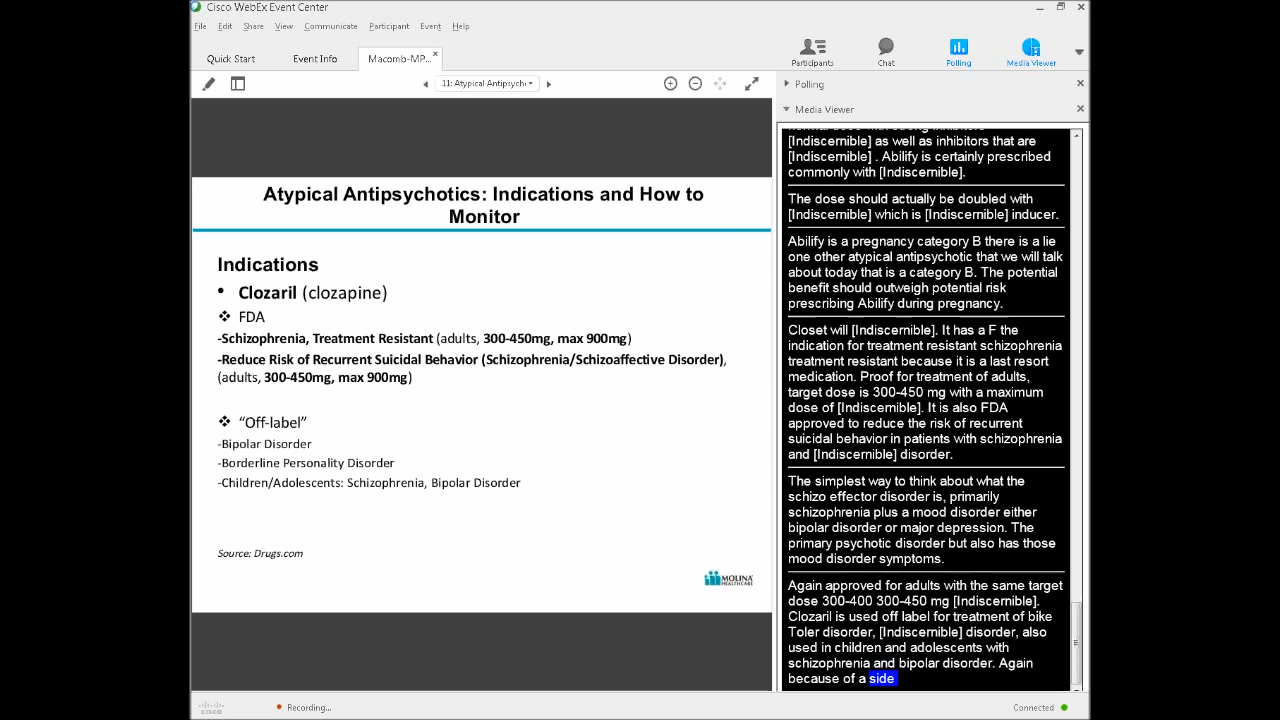 Cisco WebEx Event Center
File Edit Share View Communicate Participant Event Help
Quick Start Event Info Macomb-MP...
Participants Chat Polling Media Viewer
11: Atypical Antipsych
Polling
Media Viewer
Atypical Antipsychotics: Indications and How to
Monitor
Indications
• Clozaril (clozapine)
❖ FDA
-Schizophrenia, Treatment Resistant (adults, 300-450mg, max 900mg)
-Reduce Risk of Recurrent Suicidal Behavior (Schizophrenia/Schizoaffective Disorder),
(adults, 300-450mg, max 900mg)
❖ “Off-label”
-Bipolar Disorder
-Borderline Personality Disorder
-Children/Adolescents: Schizophrenia, Bipolar Disorder
Source: Drugs.com
MOLINA
HEALTHCARE
[Indiscernible] as well as inhibitors that are
[Indiscernible] . Abilify is certainly prescribed
commonly with [Indiscernible].
The dose should actually be doubled with
[Indiscernible] which is [Indiscernible] inducer.
Abilify is a pregnancy category B there is a lie
one other atypical antipsychotic that we will talk
about today that is a category B. The potential
benefit should outweigh potential risk
prescribing Abilify during pregnancy.
Closet will [Indiscernible]. It has a F the
indication for treatment resistant schizophrenia
treatment resistant because it is a last resort
medication. Proof for treatment of adults,
target dose is 300-450 mg with a maximum
dose of [Indiscernible]. It is also FDA
approved to reduce the risk of recurrent
suicidal behavior in patients with schizophrenia
and [Indiscernible] disorder.
The simplest way to think about what the
schizo effector disorder is, primarily
schizophrenia plus a mood disorder either
bipolar disorder or major depression. The
primary psychotic disorder but also has those
mood disorder symptoms.
Again approved for adults with the same target
dose 300-400 300-450 mg [Indiscernible].
Clozaril is used off label for treatment of bike
Toler disorder, [Indiscernible] disorder, also
used in children and adolescents with
schizophrenia and bipolar disorder. Again
because of a side
cisco
Recording...
Connected